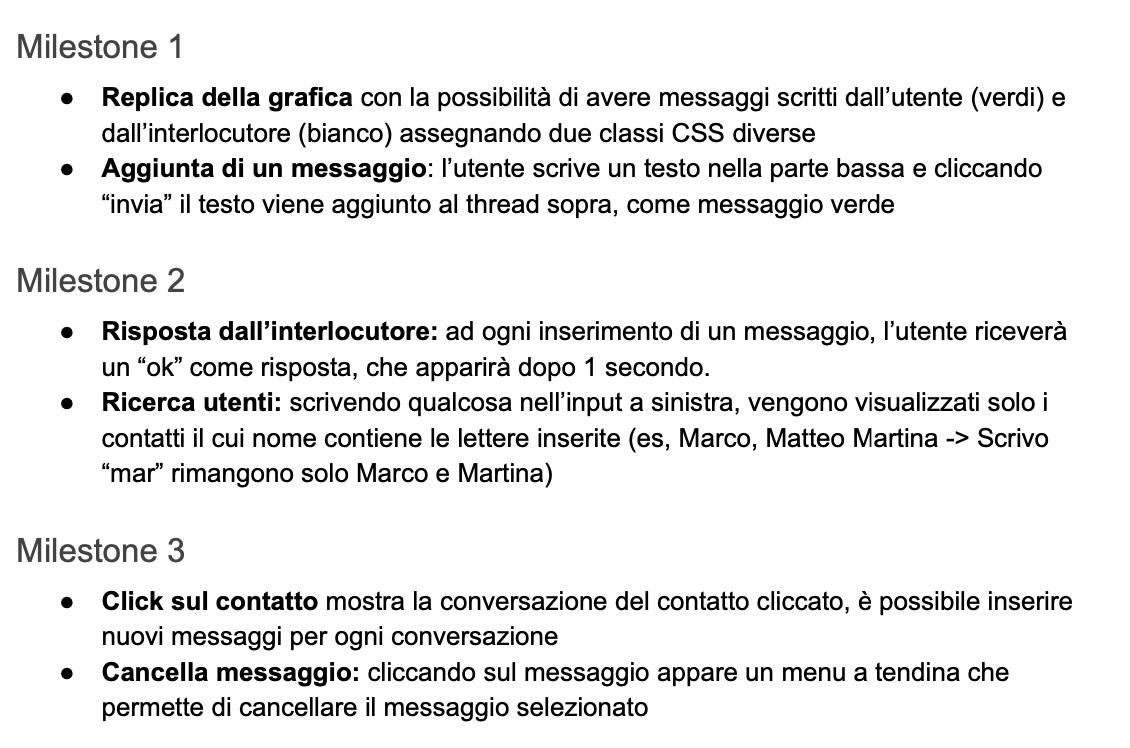 Milestone 1
● Replica della grafica con la possibilità di avere messaggi scritti dall’utente (verdi) e
dall’interlocutore (bianco) assegnando due classi CSS diverse
● Aggiunta di un messaggio: l’utente scrive un testo nella parte bassa e cliccando
“invia” il testo viene aggiunto al thread sopra, come messaggio verde
Milestone 2
● Risposta dall’interlocutore: ad ogni inserimento di un messaggio, l’utente riceverà
un “ok” come risposta, che apparirà dopo 1 secondo.
● Ricerca utenti: scrivendo qualcosa nell’input a sinistra, vengono visualizzati solo i
contatti il cui nome contiene le lettere inserite (es, Marco, Matteo Martina -> Scrivo
“mar” rimangono solo Marco e Martina)
Milestone 3
● Click sul contatto mostra la conversazione del contatto cliccato, è possibile inserire
nuovi messaggi per ogni conversazione
● Cancella messaggio: cliccando sul messaggio appare un menu a tendina che
permette di cancellare il messaggio selezionato